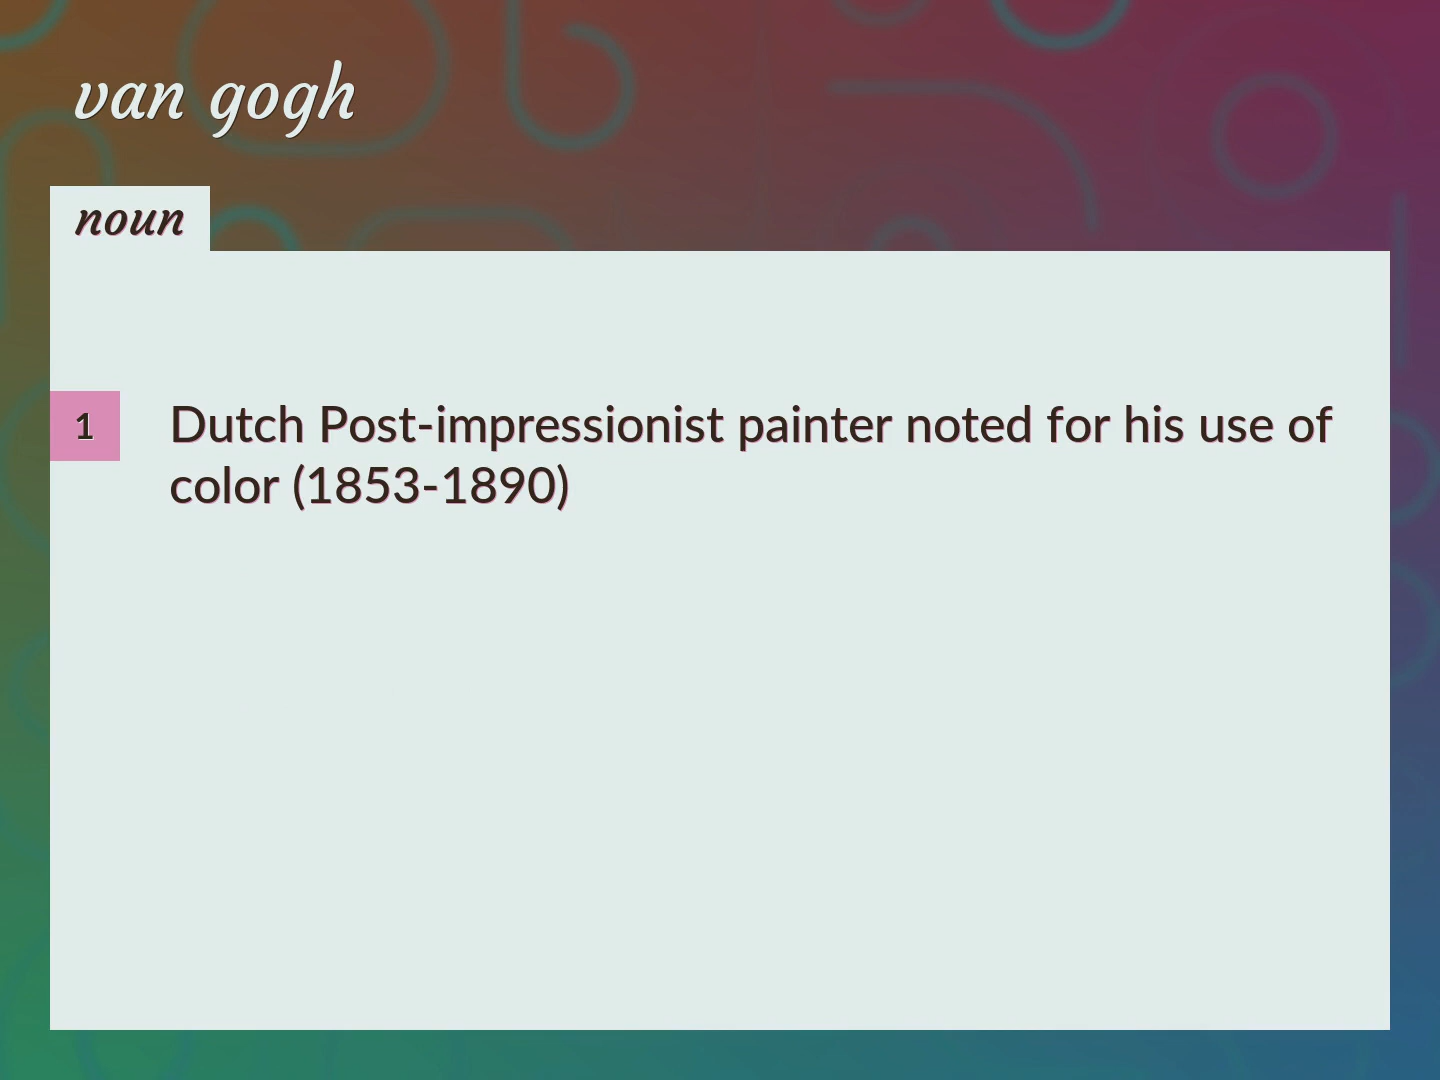 van gogh
noun
1
Dutch Post-impressionist painter noted for his use of
color (1853-1890)